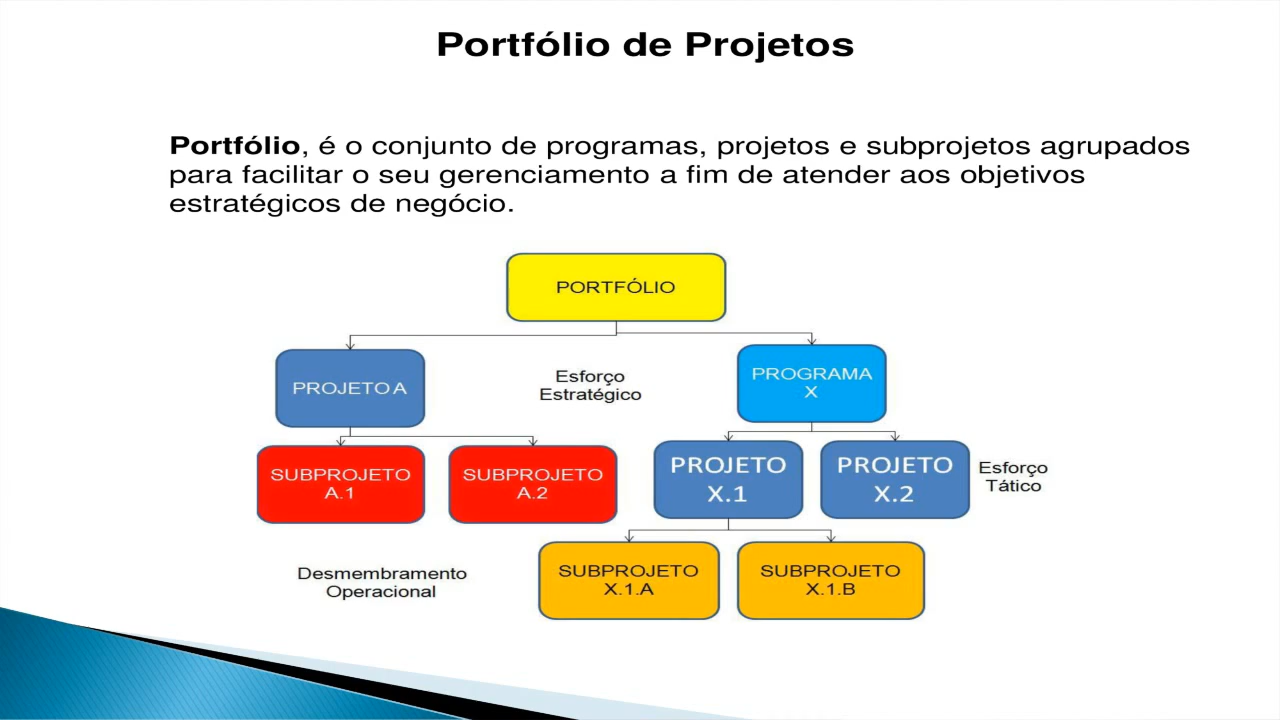 Portfólio de Projetos
Portfólio, é o conjunto de programas, projetos e subprojetos agrupados
para facilitar o seu gerenciamento a fim de atender aos objetivos
estratégicos de negócio.
PORTFÓLIO
PROJETO A
Esforço
Estratégico
PROGRAMA
X
SUBPROJETO
A.1
SUBPROJETO
A.2
PROJETO
X.1
PROJETO
X.2
Esforço
Tático
Desmembramento
Operacional
SUBPROJETO
X.1.A
SUBPROJETO
X.1.B